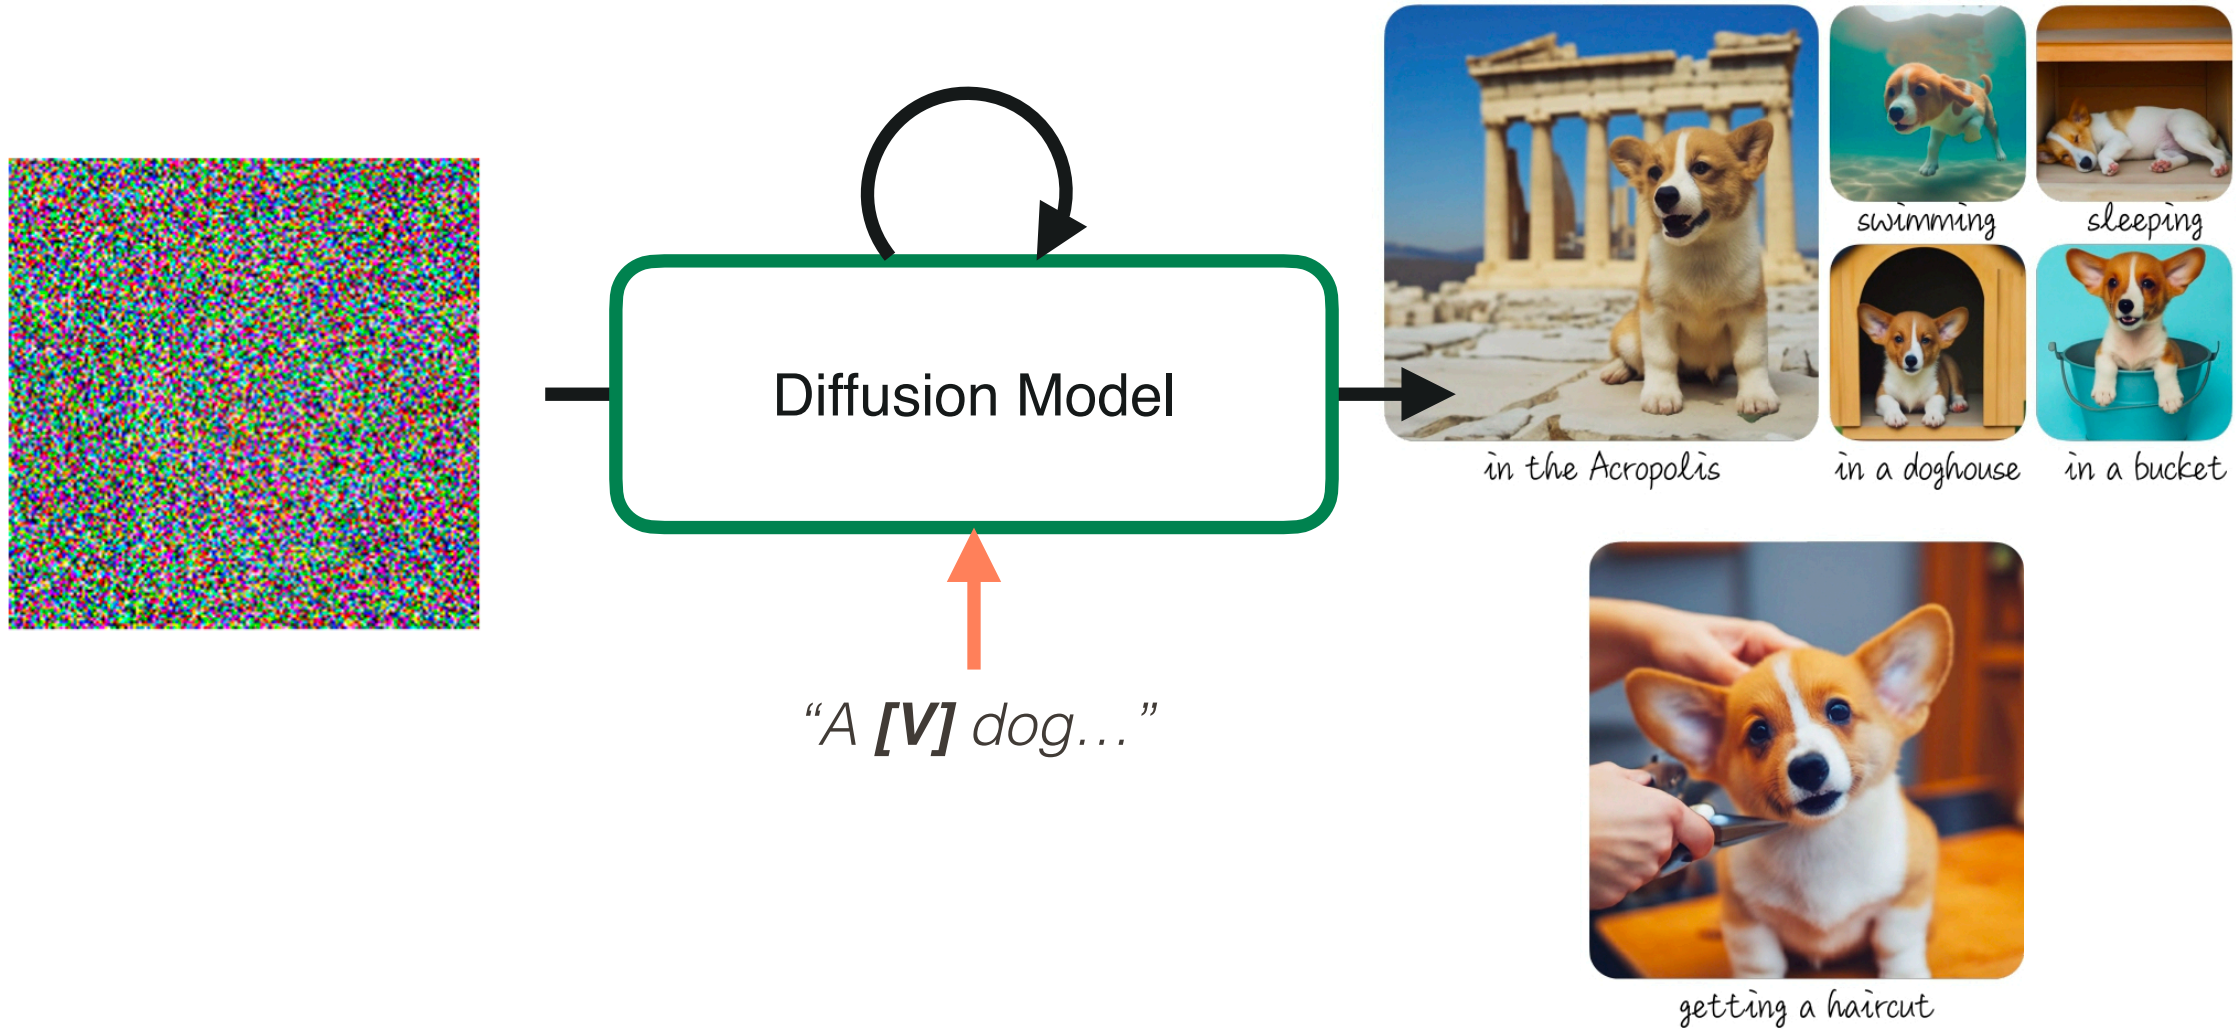 swimming
sleeping
Diffusion Model
in the Acropolis
in a doghouse
in a bucket
“A [V] dog…”
getting a haircut